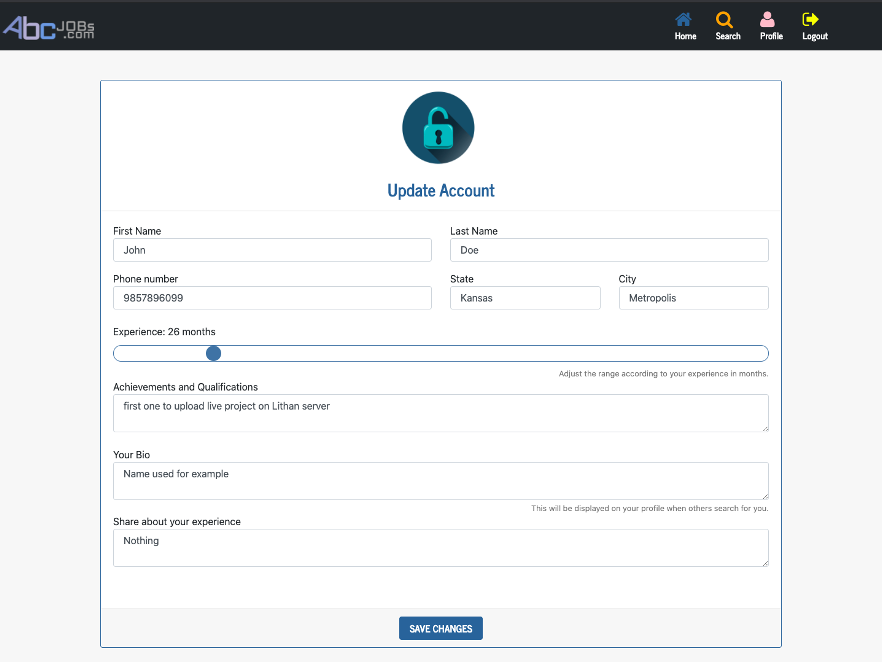 AbcJOBs
.com
Home Search Profile Logout
Update Account
First Name Last Name
John Doe
Phone number State City
9857896099 Kansas Metropolis
Experience: 26 months
Adjust the range according to your experience in months.
Achievements and Qualifications
first one to upload live project on Lithan server
Your Bio
Name used for example
This will be displayed on your profile when others search for you.
Share about your experience
Nothing
SAVE CHANGES